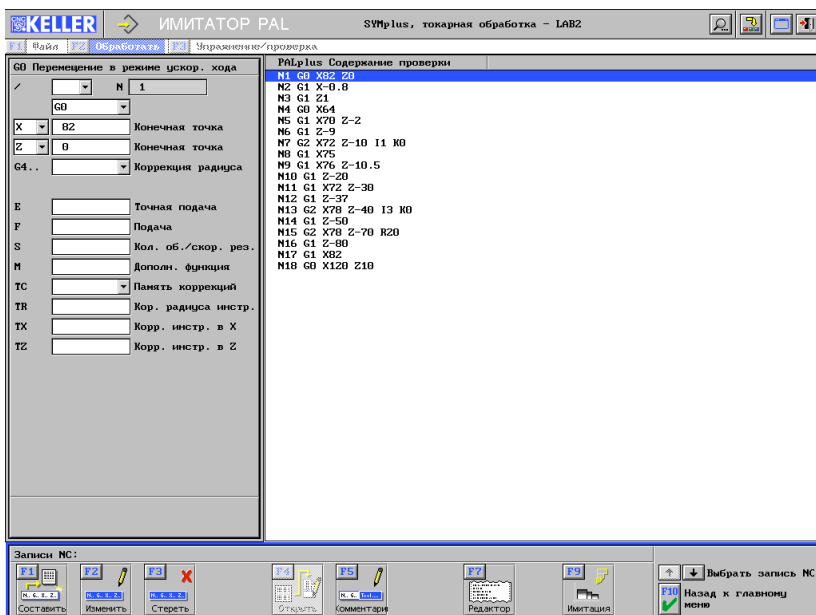 KELLER ИМИТАТОР PAL SYMplus, токарная обработка - LAB2
F1 Файл F2 Обработать F3 Упражнение/проверка
G0 Перемещение в режиме ускор. хода
/ N 1
G0
X 82 Конечная точка
Z 0 Конечная точка
G4.. Коррекция радиуса
E Точная подача
F Подача
S Кол. об./скор. рез.
M Дополн. функция
TC Память коррекций
TR Кор. радиуса инстр.
TX Корр. инстр. в X
TZ Корр. инстр. в Z
PALplus Содержание проверки
N1 G0 X82 Z0
N2 G1 X-0.8
N3 G1 Z1
N4 G0 X64
N5 G1 X70 Z-2
N6 G1 Z-9
N7 G2 X72 Z-10 I1 K0
N8 G1 X75
N9 G1 X76 Z-10.5
N10 G1 Z-20
N11 G1 X72 Z-30
N12 G1 Z-37
N13 G2 X78 Z-40 I3 K0
N14 G1 Z-50
N15 G2 X78 Z-70 R20
N16 G1 Z-80
N17 G1 X82
N18 G0 X120 Z10
Записи NC:
F1 F2 F3 F4 F5 F7 F9 Выбрать запись NC
Составить Изменить Стереть Открыть Комментари Редактор Имитация
F10 Назад к главному
меню